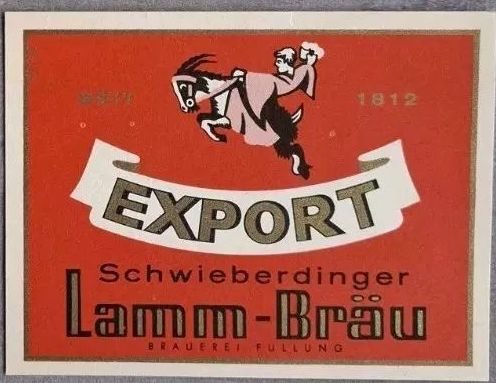 SEIT 1812
EXPORT
Schwieberdinger
Lamm-Bräu
BRAUEREI FÜLLUNG